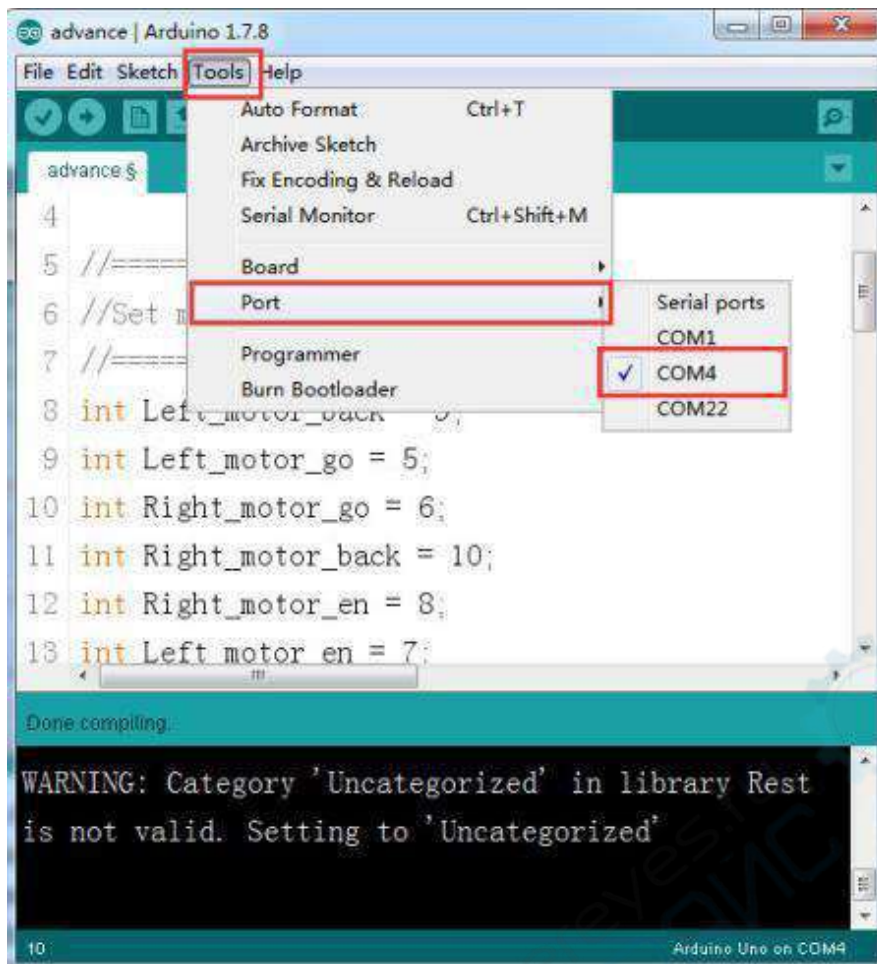 advance | Arduino 1.7.8
File Edit Sketch Tools Help
Auto Format Ctrl+T
Archive Sketch
Fix Encoding & Reload
Serial Monitor Ctrl+Shift+M
Board
Port
Programmer
Burn Bootloader
Serial ports
COM1
COM4
COM22
advance §
4
5 //=====
6 //Set
7 //=====
8 int
9 int Left_motor_go = 5;
10 int Right_motor_go = 6;
11 int Right_motor_back = 10;
12 int Right_motor_en = 8;
13 int Left motor en = 7;
Done compiling.
WARNING: Category 'Uncategorized' in library Rest
is not valid. Setting to 'Uncategorized'
10 Arduino Uno on COM4